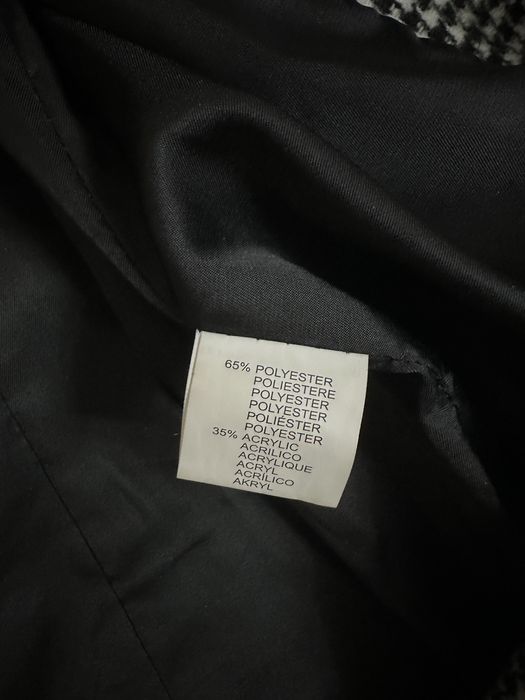 65% POLYESTER
POLIESTERE
POLYESTER
POLYESTER
POLIÉSTER
POLYESTER
35% ACRYLIC
ACRILICO
ACRYLIQUE
ACRYL
ACRÍLICO
AKRYL